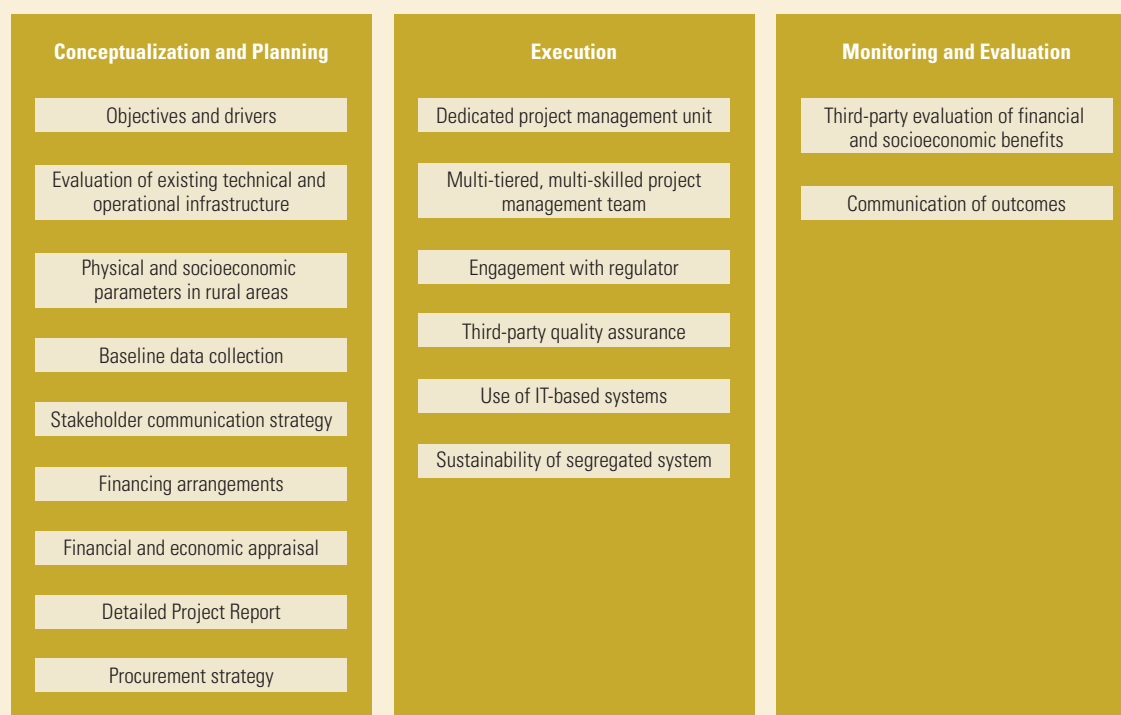 Conceptualization and Planning
Objectives and drivers
Evaluation of existing technical and
operational infrastructure
Physical and socioeconomic
parameters in rural areas
Baseline data collection
Stakeholder communication strategy
Financing arrangements
Financial and economic appraisal
Detailed Project Report
Procurement strategy
Execution
Dedicated project management unit
Multi-tiered, multi-skilled project
management team
Engagement with regulator
Third-party quality assurance
Use of IT-based systems
Sustainability of segregated system
Monitoring and Evaluation
Third-party evaluation of financial
and socioeconomic benefits
Communication of outcomes